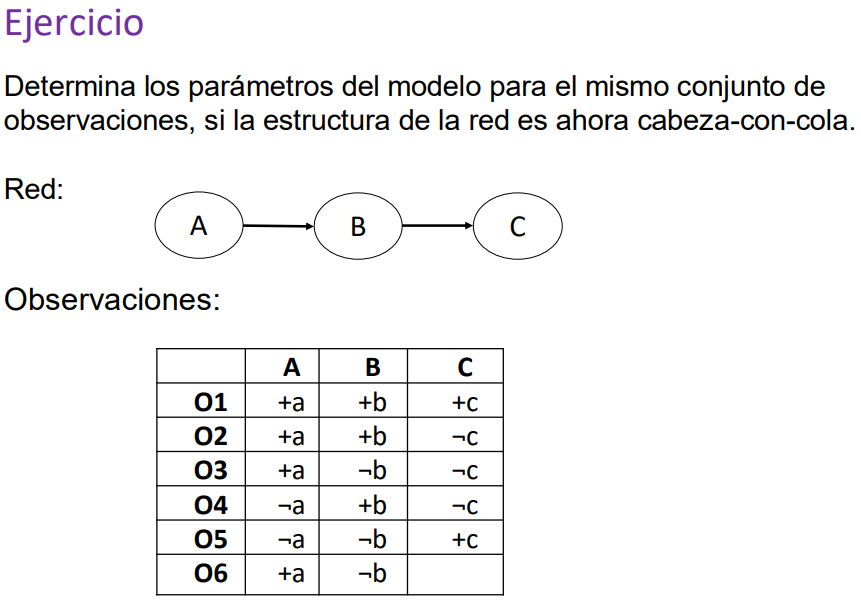 Ejercicio
Determina los parámetros del modelo para el mismo conjunto de
observaciones, si la estructura de la red es ahora cabeza-con-cola.
Red:
A B C
Observaciones:
A B C
O1 +a +b +c
O2 +a +b ¬c
O3 +a ¬b ¬c
O4 ¬a +b ¬c
O5 ¬a ¬b +c
O6 +a ¬b